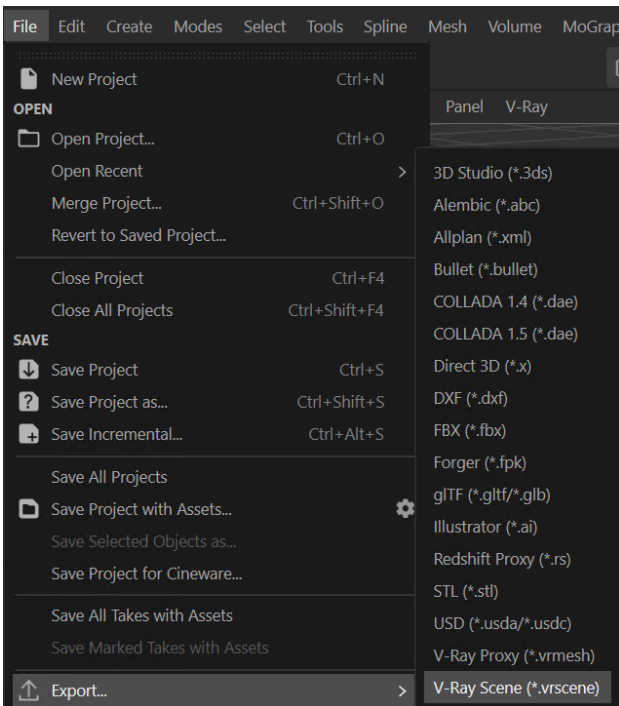 File Edit Create Modes Select Tools Spline Mesh Volume MoGrap
New Project Ctrl+N
OPEN
Open Project... Ctrl+O
Open Recent >
Merge Project... Ctrl+Shift+O
Revert to Saved Project...
Close Project Ctrl+F4
Close All Projects Ctrl+Shift+F4
SAVE
Save Project Ctrl+S
Save Project as... Ctrl+Shift+S
Save Incremental... Ctrl+Alt+S
Save All Projects
Save Project with Assets...
Save Selected Objects as...
Save Project for Cineware...
Save All Takes with Assets
Save Marked Takes with Assets
Export... >
Panel V-Ray
3D Studio (*.3ds)
Alembic (*.abc)
Allplan (*.xml)
Bullet (*.bullet)
COLLADA 1.4 (*.dae)
COLLADA 1.5 (*.dae)
Direct 3D (*.x)
DXF (*.dxf)
FBX (*.fbx)
Forger (*.fpk)
glTF (*.gltf/*.glb)
Illustrator (*.ai)
Redshift Proxy (*.rs)
STL (*.stl)
USD (*.usda/*.usdc)
V-Ray Proxy (*.vrmesh)
V-Ray Scene (*.vrscene)